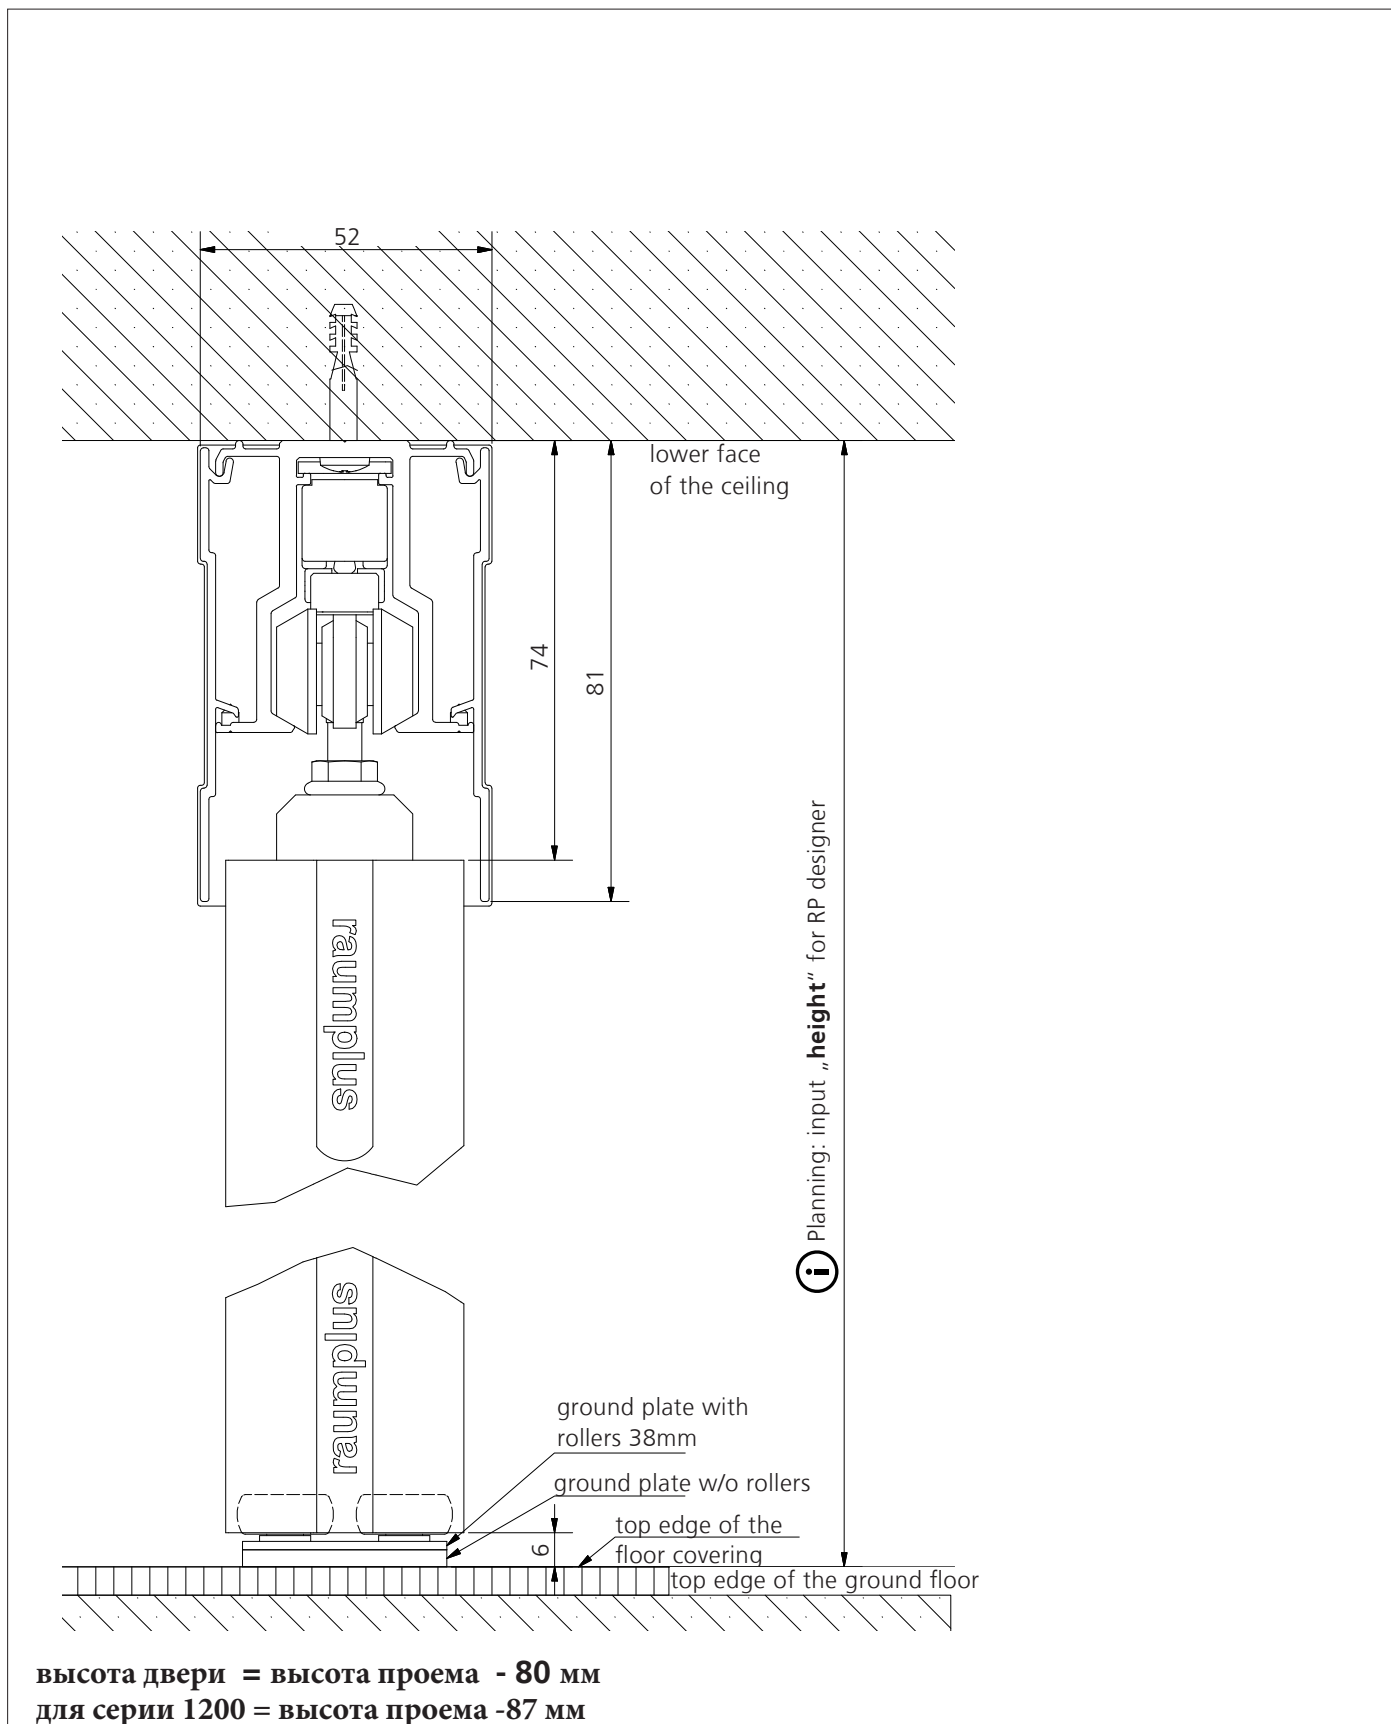 52
lower face
of the ceiling
74
81
raumplus
Planning: input „height“ for RP designer
raumplus
ground plate with
rollers 38mm
ground plate w/o rollers
6
top edge of the
floor covering
top edge of the ground floor
высота двери = высота проема - 80 мм
для серии 1200 = высота проема -87 мм